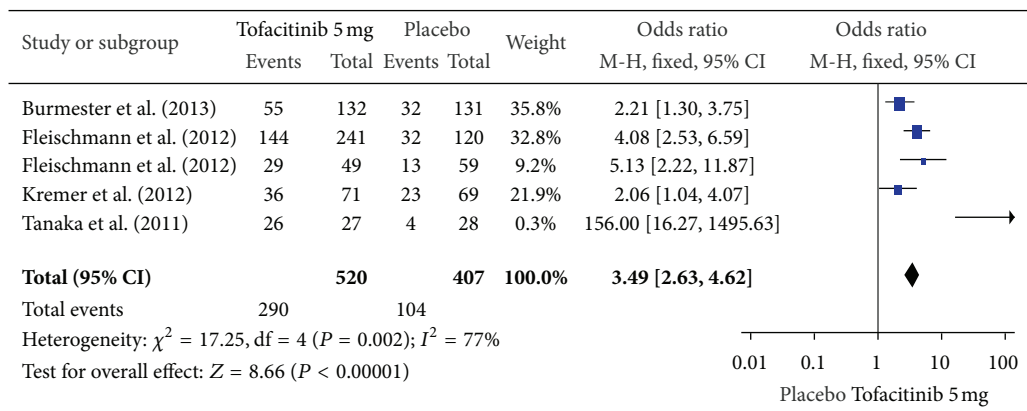 Study or subgroup Tofacitinib 5 mg Placebo Weight Odds ratio Odds ratio
Events Total Events Total M-H, fixed, 95% CI M-H, fixed, 95% CI
Burmester et al. (2013) 55 132 32 131 35.8% 2.21 [1.30, 3.75]
Fleischmann et al. (2012) 144 241 32 120 32.8% 4.08 [2.53, 6.59]
Fleischmann et al. (2012) 29 49 13 59 9.2% 5.13 [2.22, 11.87]
Kremer et al. (2012) 36 71 23 69 21.9% 2.06 [1.04, 4.07]
Tanaka et al. (2011) 26 27 4 28 0.3% 156.00 [16.27, 1495.63]
Total (95% CI) 520 407 100.0% 3.49 [2.63, 4.62]
Total events 290 104
Heterogeneity: χ² = 17.25, df = 4 (P = 0.002); I² = 77%
Test for overall effect: Z = 8.66 (P < 0.00001)
0.01 0.1 1 10 100
Placebo Tofacitinib 5 mg